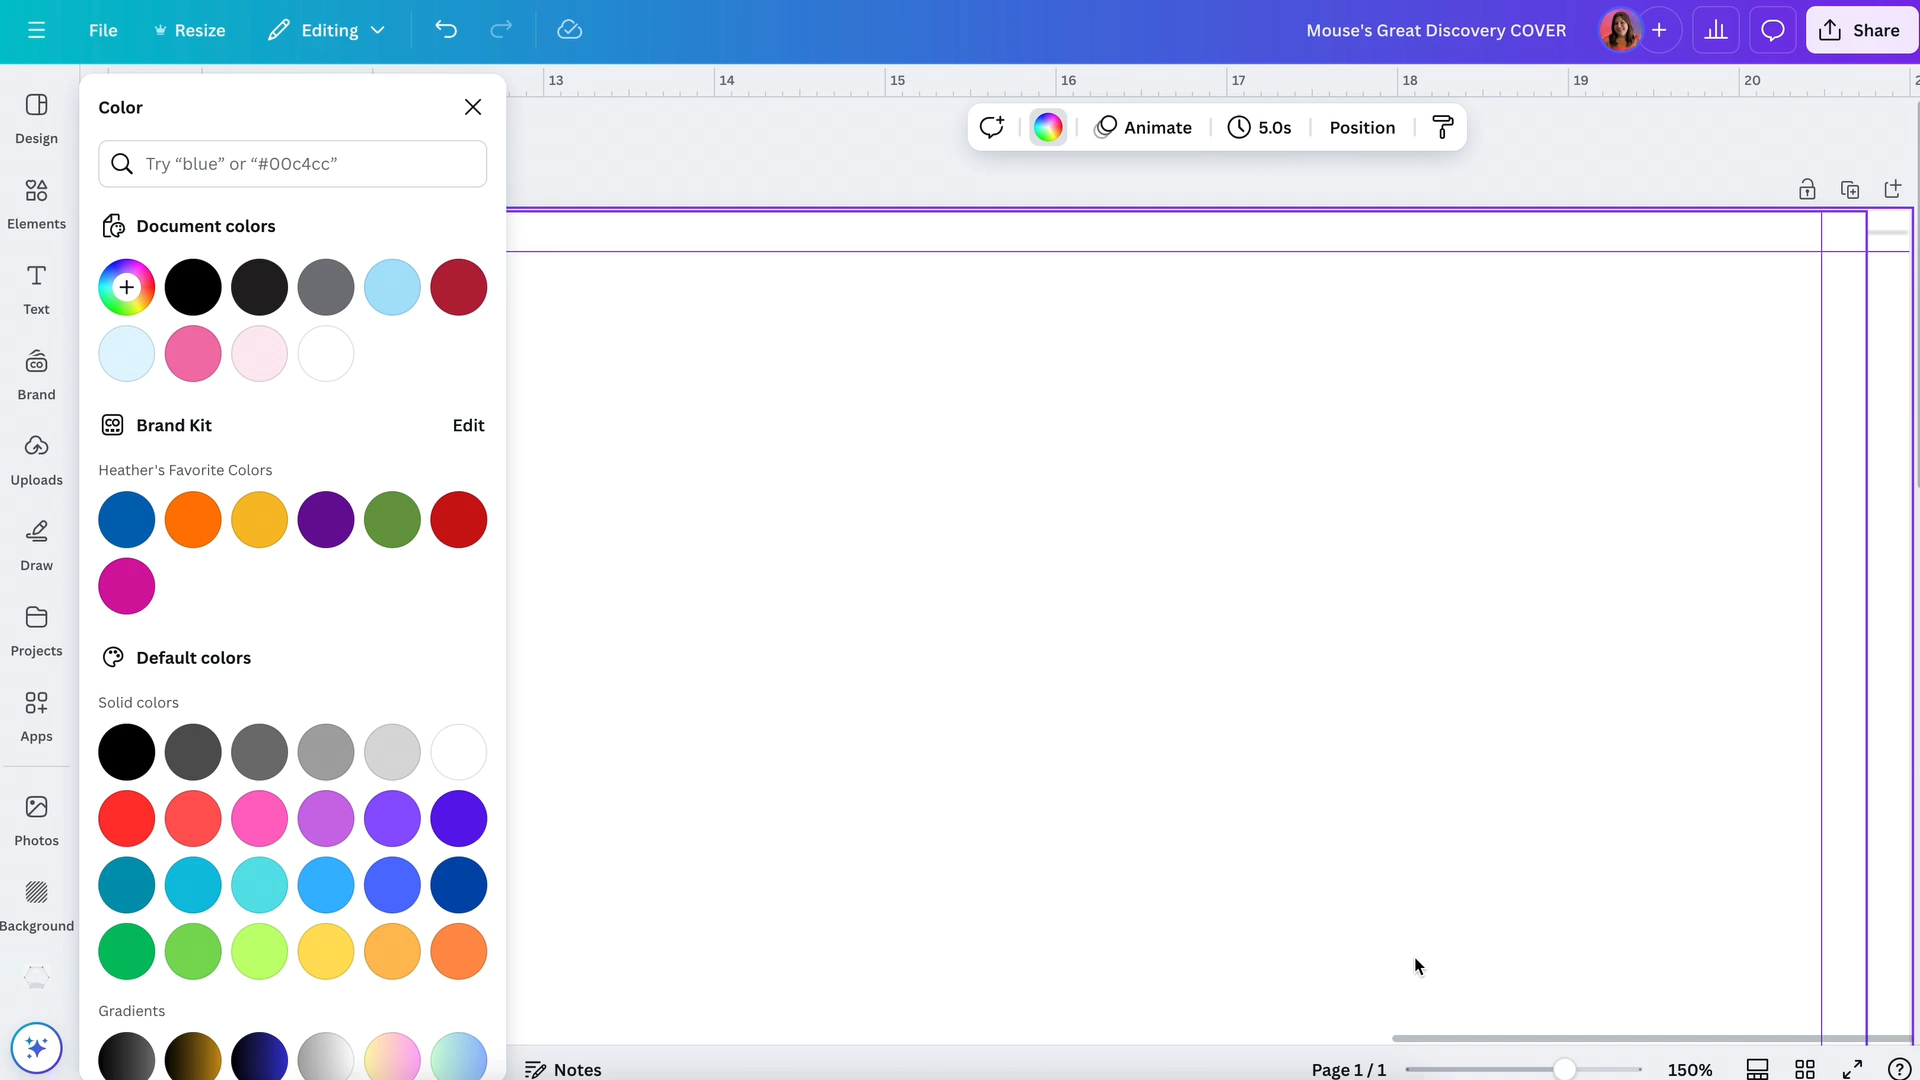 File
Resize
Editing
Mouse's Great Discovery COVER
Share
13 14 15 16 17 18 19 20
Design
Elements
Text
Brand
Uploads
Draw
Projects
Apps
Photos
Background
Color
Try “blue” or “#00c4cc”
Document colors
Brand Kit
Edit
Heather's Favorite Colors
Default colors
Solid colors
Gradients
Animate
5.0s
Position
Notes
Page 1 / 1
150%